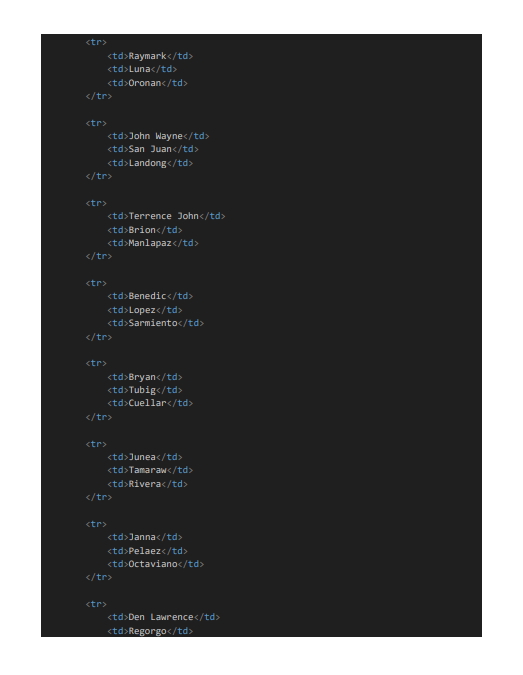 <tr>
<td>Raymark</td>
<td>Luna</td>
<td>Oronan</td>
</tr>
<tr>
<td>John Wayne</td>
<td>San Juan</td>
<td>Landong</td>
</tr>
<tr>
<td>Terrence John</td>
<td>Brion</td>
<td>Manlapaz</td>
</tr>
<tr>
<td>Benedic</td>
<td>Lopez</td>
<td>Sarmiento</td>
</tr>
<tr>
<td>Bryan</td>
<td>Tubig</td>
<td>Cuellar</td>
</tr>
<tr>
<td>Junea</td>
<td>Tamaraw</td>
<td>Rivera</td>
</tr>
<tr>
<td>Janna</td>
<td>Pelaez</td>
<td>Octaviano</td>
</tr>
<tr>
<td>Den Lawrence</td>
<td>Regorgo</td>